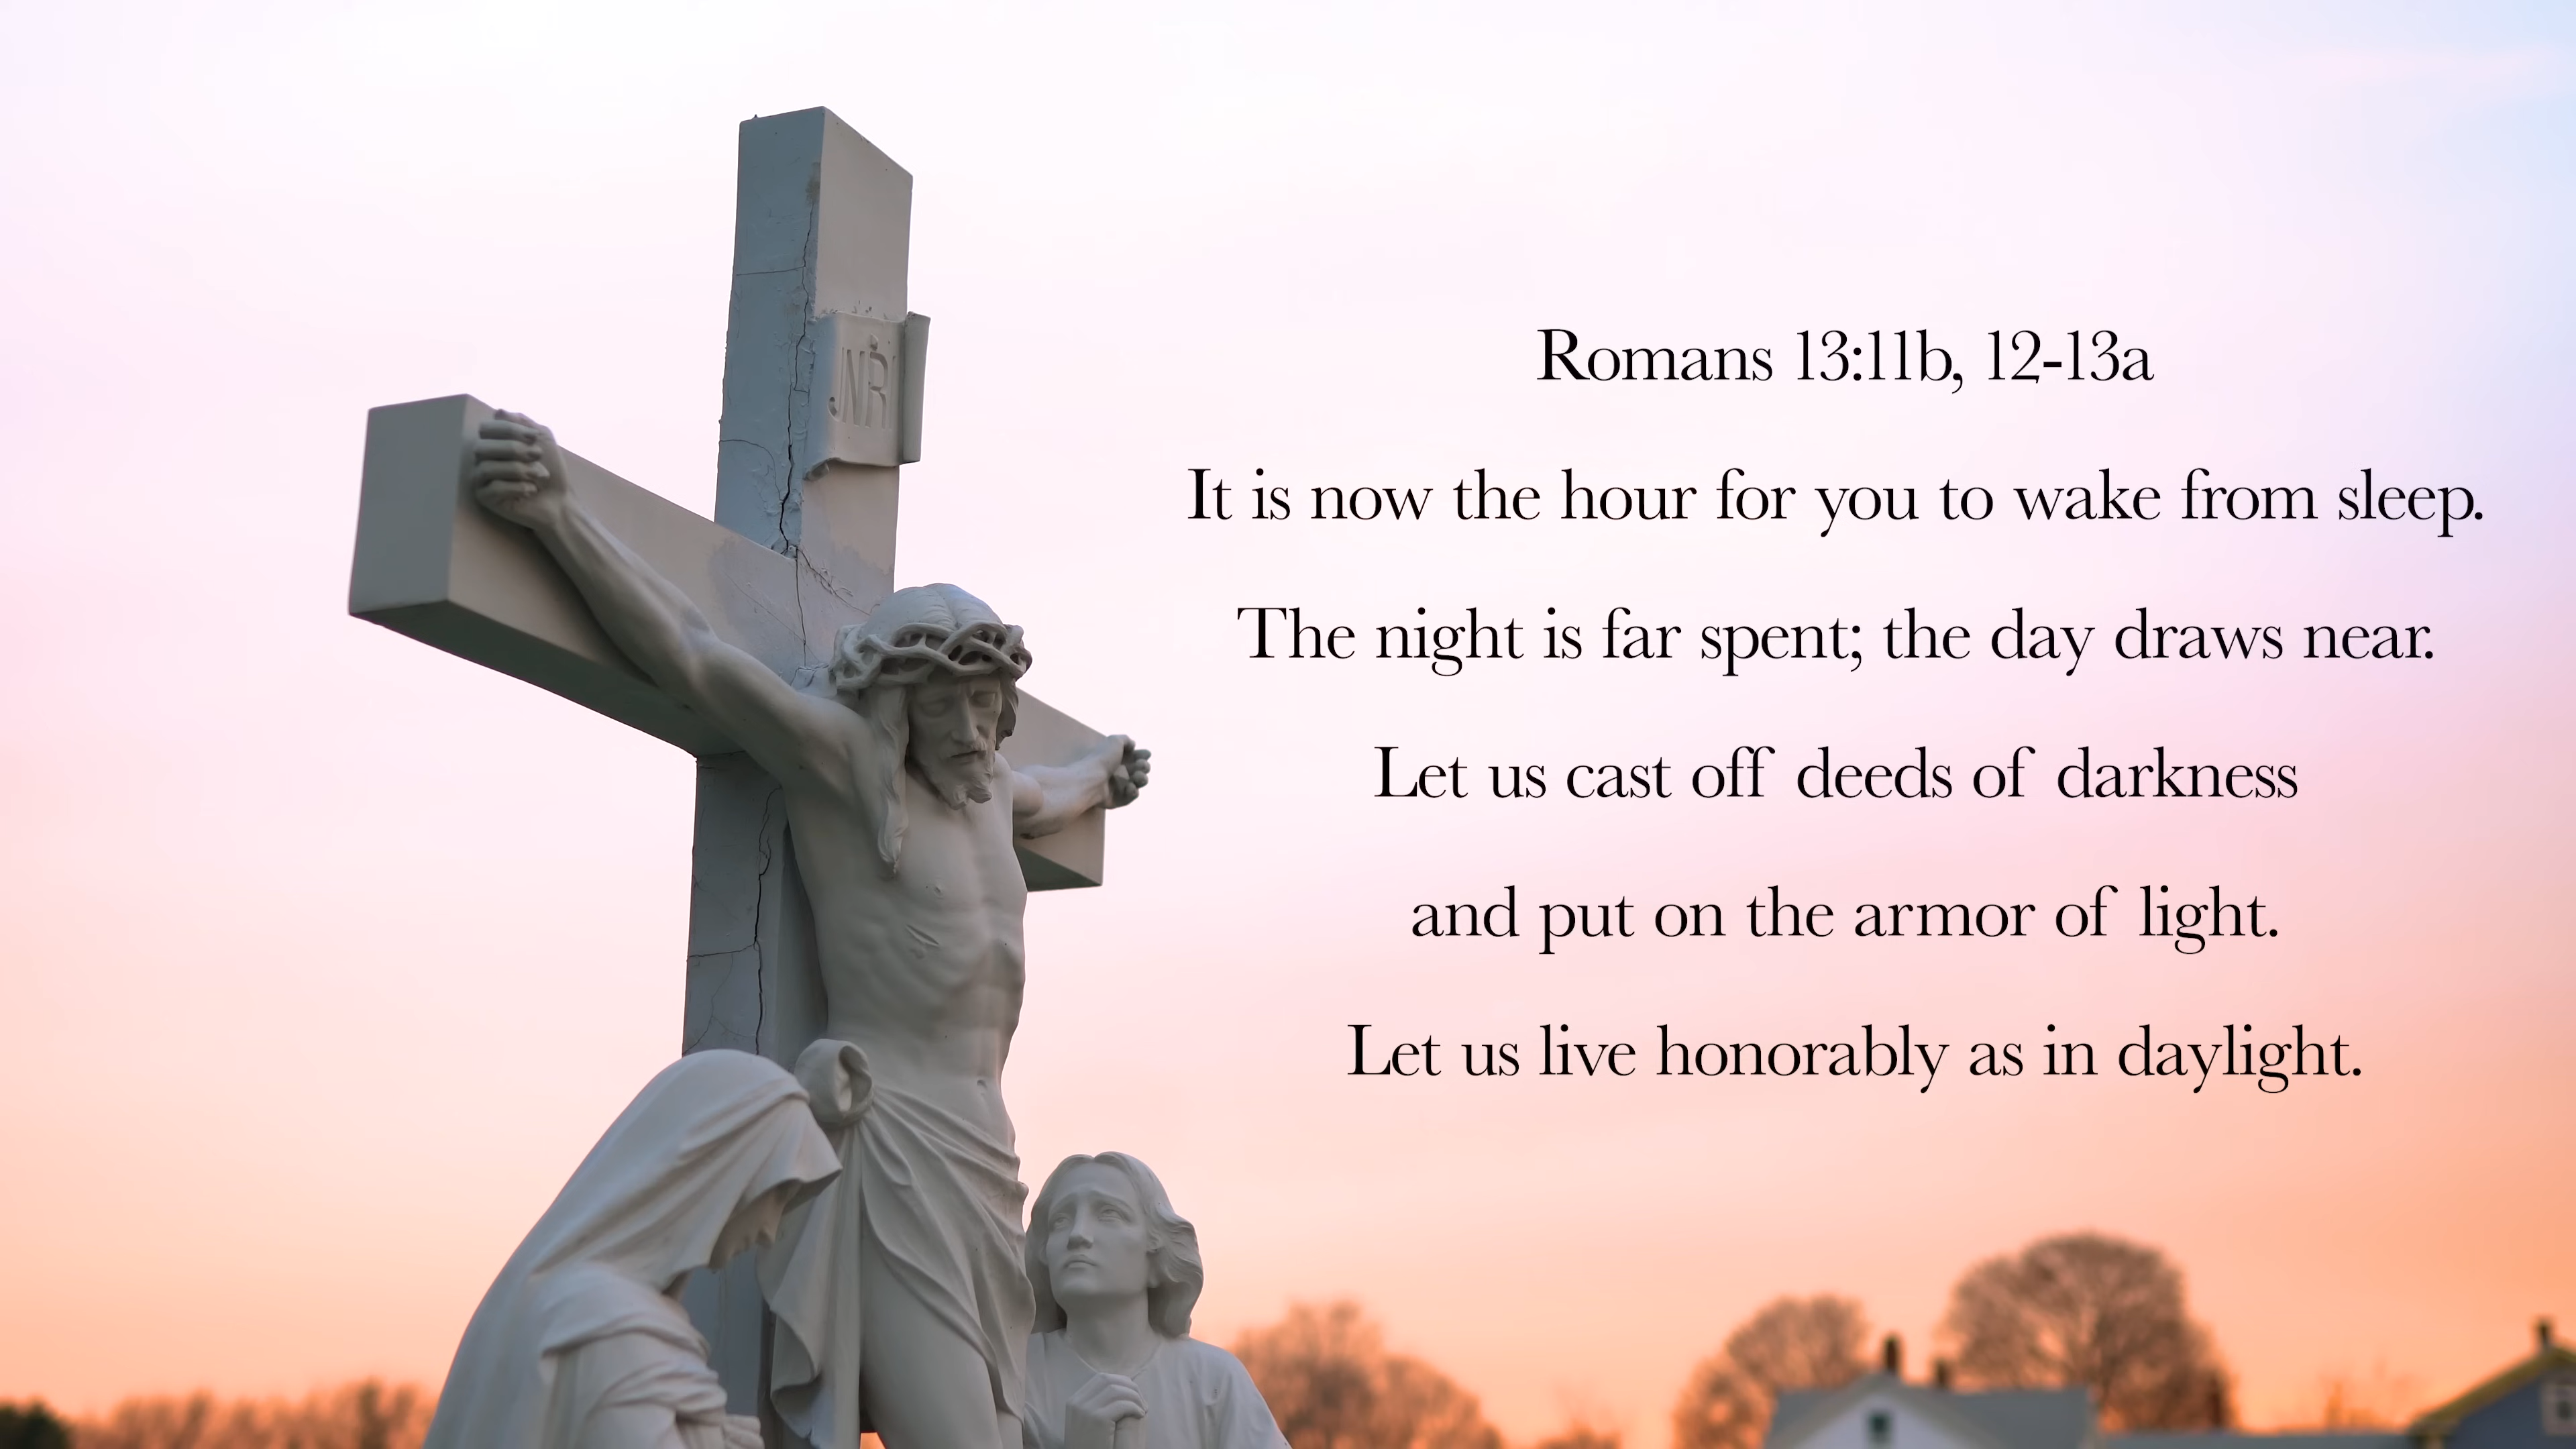 JNRI
Romans 13:11b, 12-13a
It is now the hour for you to wake from sleep.
The night is far spent; the day draws near.
Let us cast off deeds of darkness
and put on the armor of light.
Let us live honorably as in daylight.